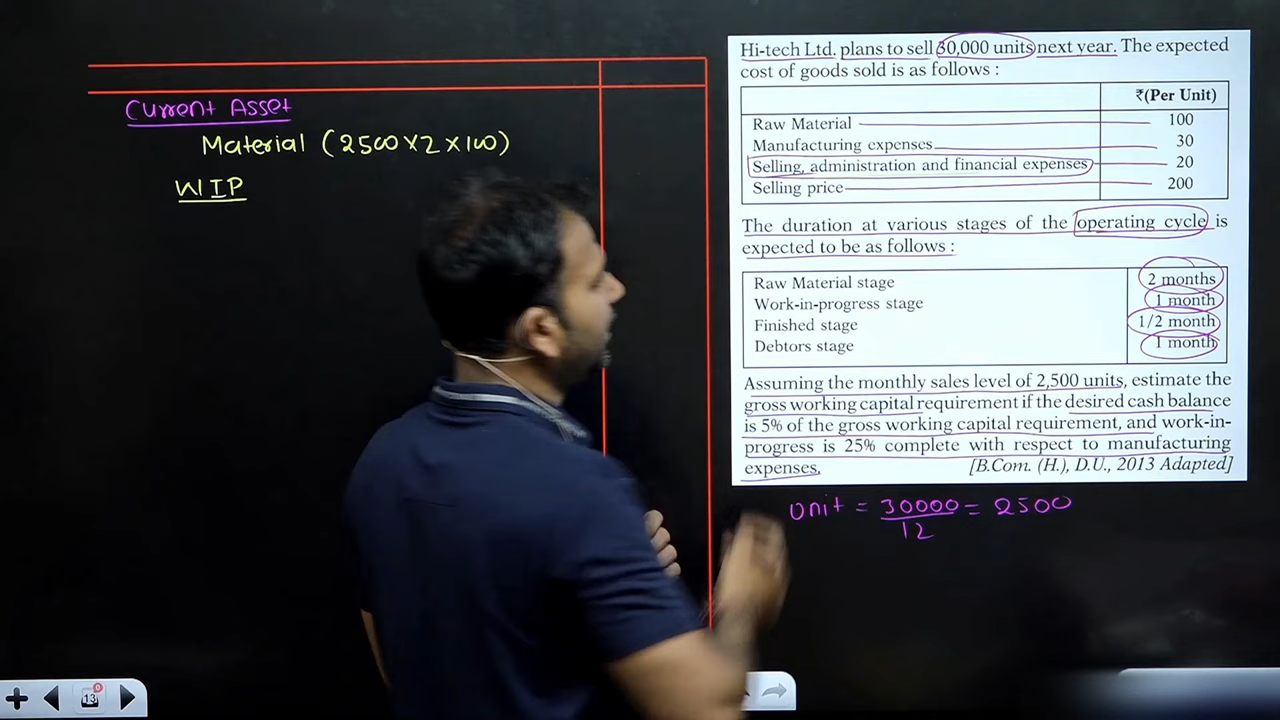 Current Asset
Material (2500×2×100)
WIP
Hi-tech Ltd. plans to sell 30,000 units next year. The expected
cost of goods sold is as follows :
₹(Per Unit)
Raw Material 100
Manufacturing expenses 30
Selling, administration and financial expenses 20
Selling price 200
The duration at various stages of the operating cycle is
expected to be as follows :
Raw Material stage 2 months
Work-in-progress stage 1 month
Finished stage 1/2 month
Debtors stage 1 month
Assuming the monthly sales level of 2,500 units, estimate the
gross working capital requirement if the desired cash balance
is 5% of the gross working capital requirement, and work-in-
progress is 25% complete with respect to manufacturing
expenses. [B.Com. (H.), D.U., 2013 Adapted]
Unit = 30000/12 = 2500
13